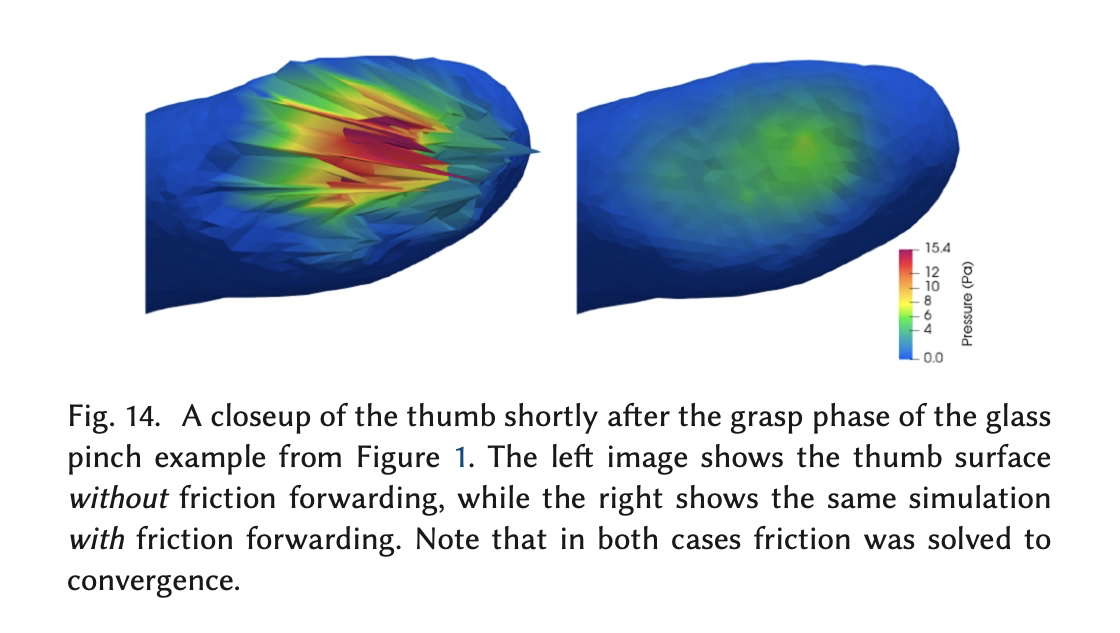 15.4
12
10
8
6
4
0.0
Pressure (Pa)
Fig. 14. A closeup of the thumb shortly after the grasp phase of the glass
pinch example from Figure 1. The left image shows the thumb surface
without friction forwarding, while the right shows the same simulation
with friction forwarding. Note that in both cases friction was solved to
convergence.